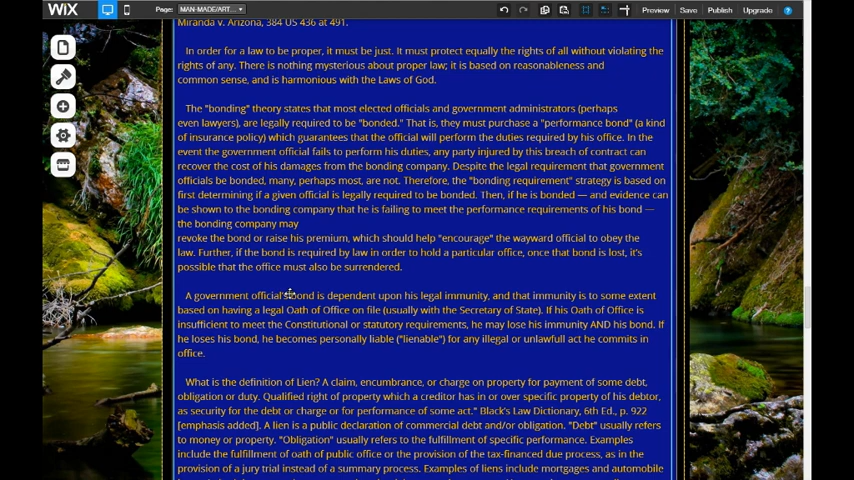 WIX
Page:
MAN-MADE/ART...
Preview
Save
Publish
Upgrade
?
Miranda v. Arizona, 384 US 436 at 491.
In order for a law to be proper, it must be just. It must protect equally the rights of all without violating the
rights of any. There is nothing mysterious about proper law; it is based on reasonableness and
common sense, and is harmonious with the Laws of God.
The "bonding" theory states that most elected officials and government administrators (perhaps
even lawyers), are legally required to be "bonded." That is, they must purchase a "performance bond" (a kind
of insurance policy) which guarantees that the official will perform the duties required by his office. In the
event the government official fails to perform his duties, any party injured by this breach of contract can
recover the cost of his damages from the bonding company. Despite the legal requirement that government
officials be bonded, many, perhaps most, are not. Therefore, the "bonding requirement" strategy is based on
first determining if a given official is legally required to be bonded. Then, if he is bonded — and evidence can
be shown to the bonding company that he is failing to meet the performance requirements of his bond —
the bonding company may
revoke the bond or raise his premium, which should help "encourage" the wayward official to obey the
law. Further, if the bond is required by law in order to hold a particular office, once that bond is lost, it's
possible that the office must also be surrendered.
A government official's bond is dependent upon his legal immunity, and that immunity is to some extent
based on having a legal Oath of Office on file (usually with the Secretary of State). If his Oath of Office is
insufficient to meet the Constitutional or statutory requirements, he may lose his immunity AND his bond. If
he loses his bond, he becomes personally liable ("lienable") for any illegal or unlawfull act he commits in
office.
What is the definition of Lien? A claim, encumbrance, or charge on property for payment of some debt,
obligation or duty. Qualified right of property which a creditor has in or over specific property of his debtor,
as security for the debt or charge or for performance of some act." Black's Law Dictionary, 6th Ed., p. 922
[emphasis added]. A lien is a public declaration of commercial debt and/or obligation. "Debt" usually refers
to money or property. "Obligation" usually refers to the fulfillment of specific performance. Examples
include the fulfillment of oath of public office or the provision of the tax-financed due process, as in the
provision of a jury trial instead of a summary process. Examples of liens include mortgages and automobile